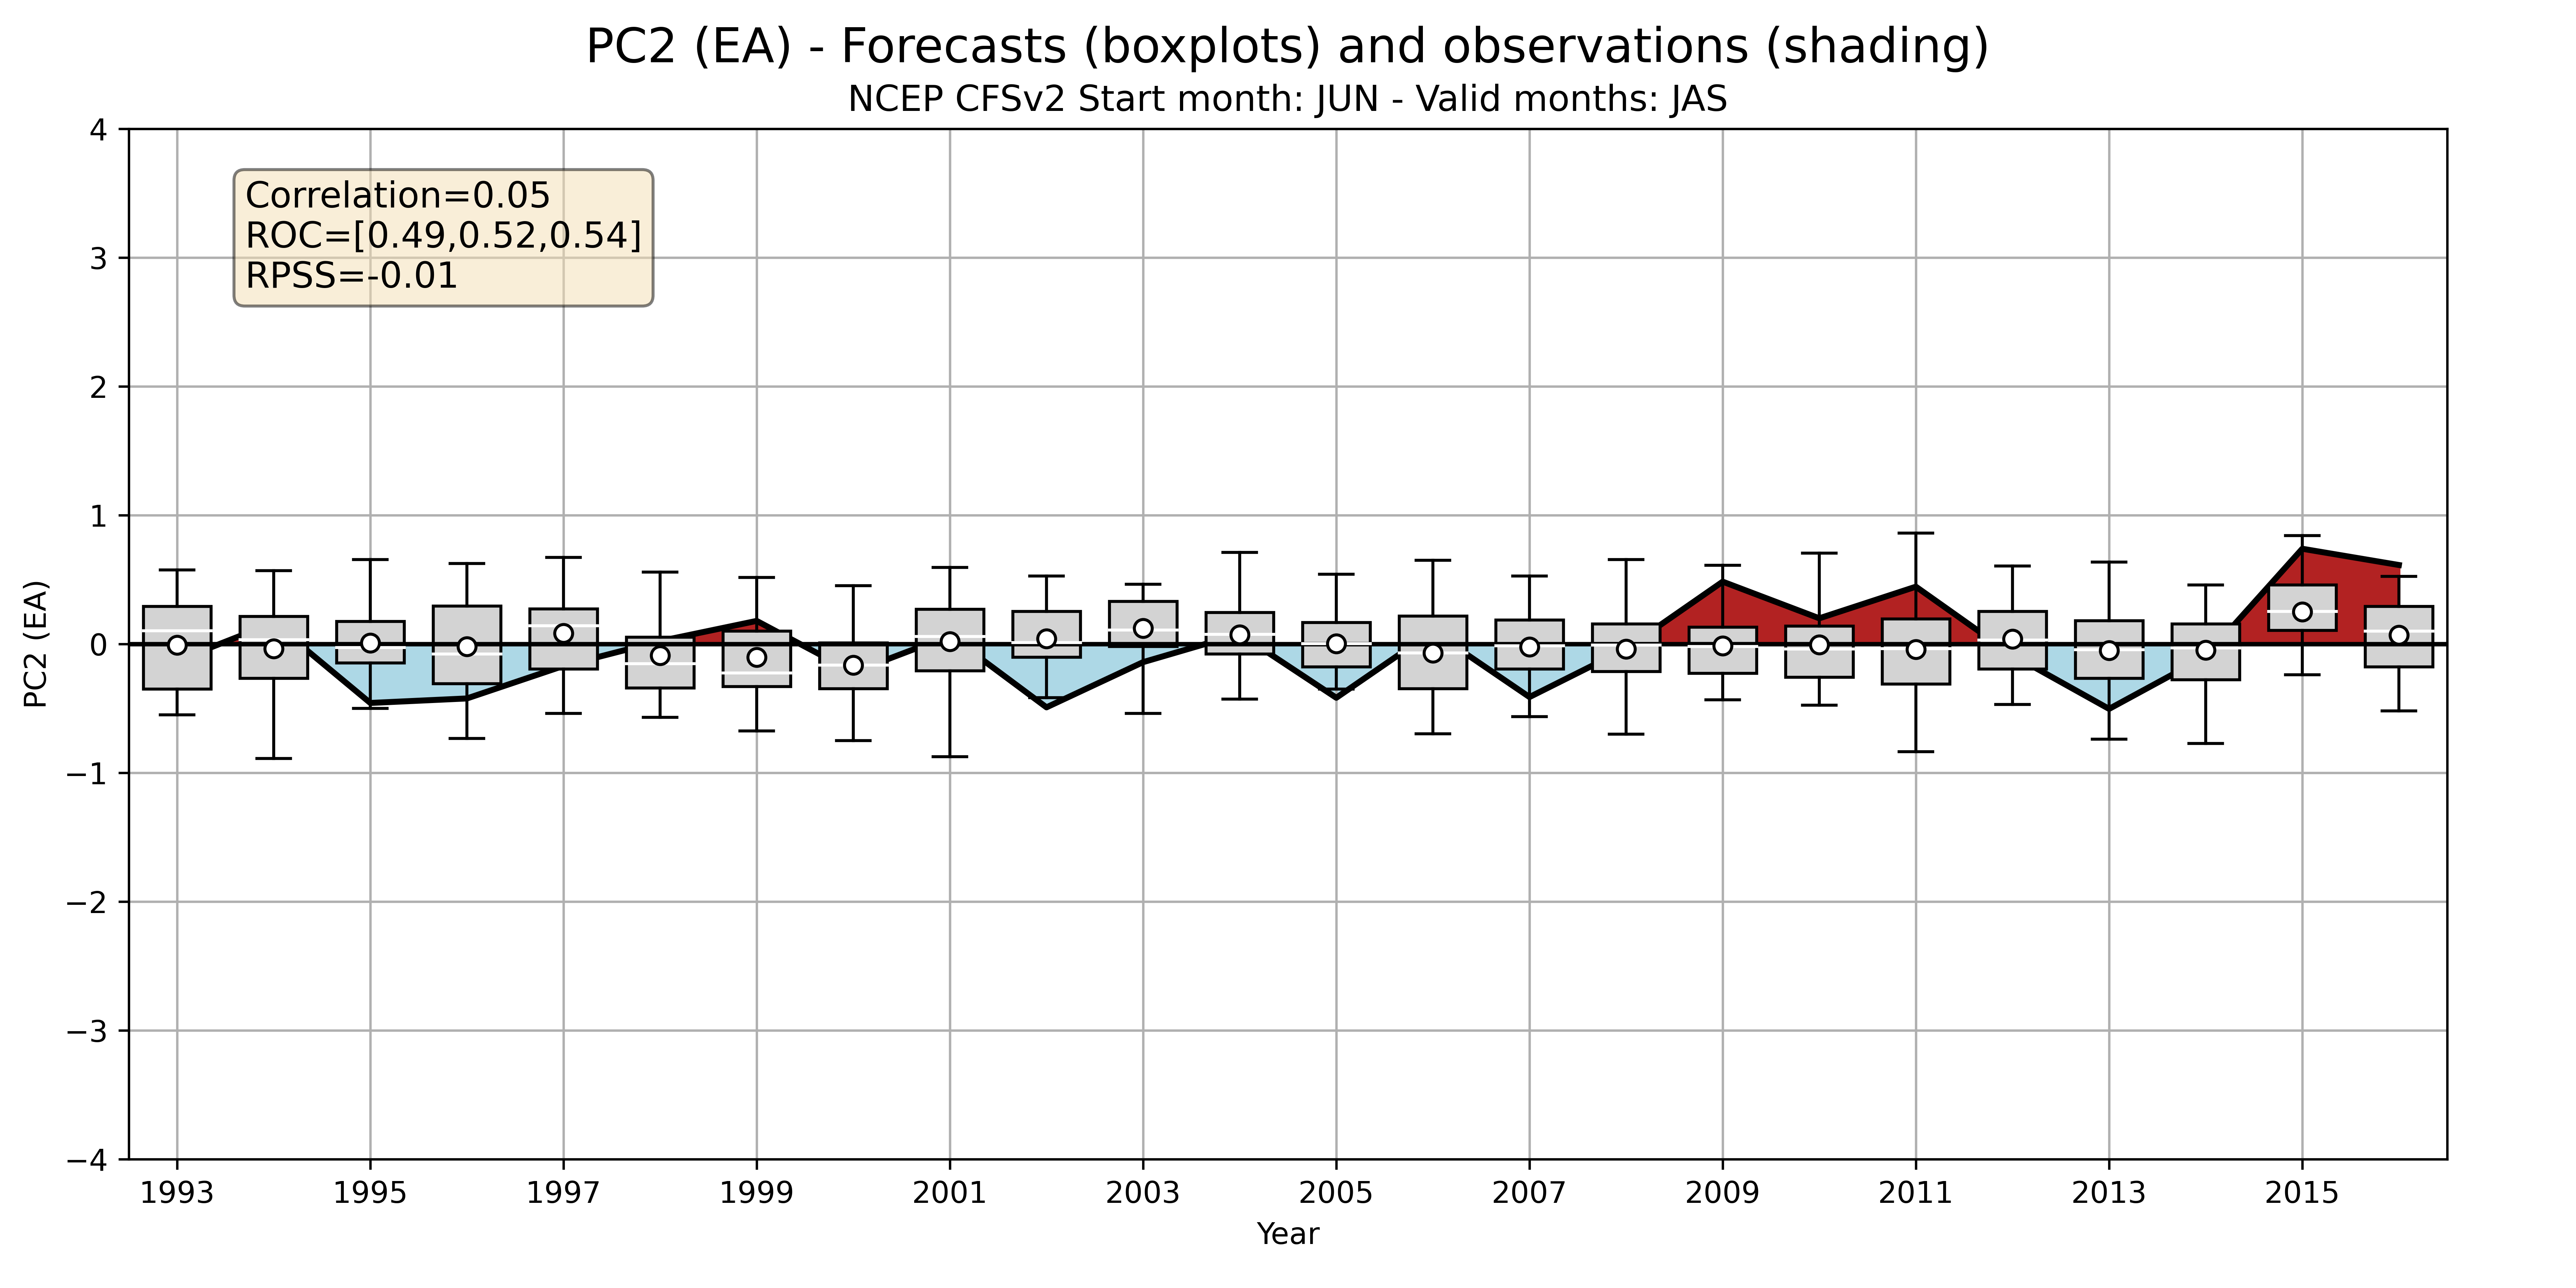 PC2 (EA) - Forecasts (boxplots) and observations (shading)
NCEP CFSv2 Start month: JUN - Valid months: JAS
Correlation=0.05
ROC=[0.49,0.52,0.54]
RPSS=-0.01
PC2 (EA)
4
3
2
1
0
−1
−2
−3
−4
1993 1995 1997 1999 2001 2003 2005 2007 2009 2011 2013 2015
Year